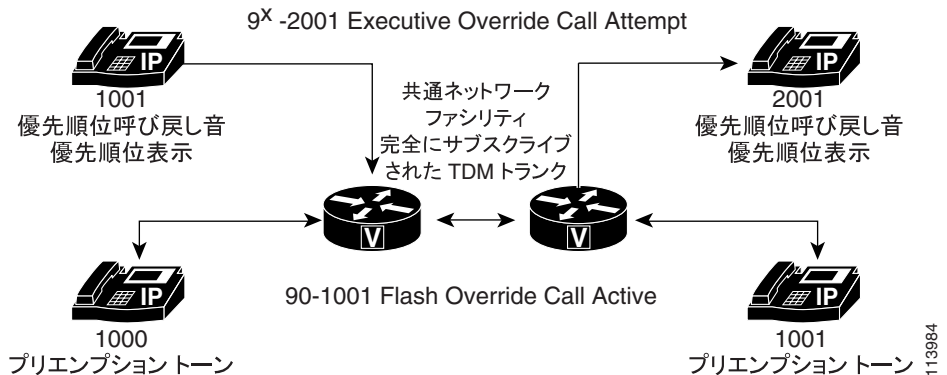 9X -2001 Executive Override Call Attempt
IP
1001
優先順位呼び戻し音
優先順位表示
共通ネットワーク
ファシリティ
完全にサブスクライブ
された TDM トランク
IP
2001
優先順位呼び戻し音
優先順位表示
V
V
90-1001 Flash Override Call Active
IP
1000
プリエンプション トーン
IP
1001
プリエンプション トーン
113984